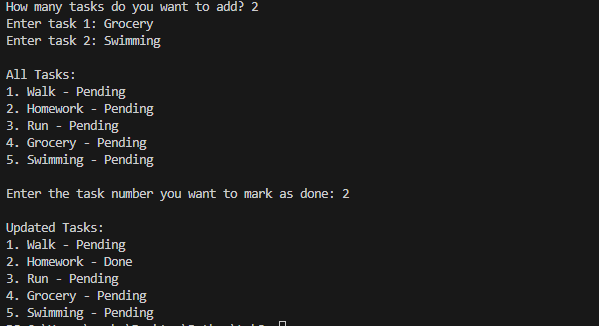 How many tasks do you want to add? 2
Enter task 1: Grocery
Enter task 2: Swimming
All Tasks:
1. Walk - Pending
2. Homework - Pending
3. Run - Pending
4. Grocery - Pending
5. Swimming - Pending
Enter the task number you want to mark as done: 2
Updated Tasks:
1. Walk - Pending
2. Homework - Done
3. Run - Pending
4. Grocery - Pending
5. Swimming - Pending